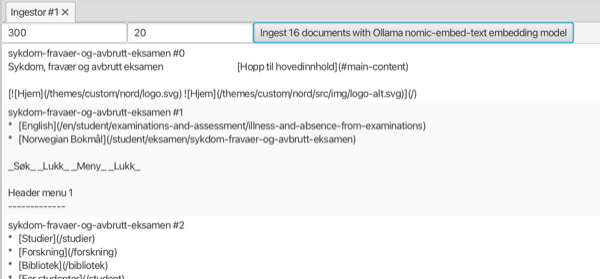 Ingestor #1 ×
300 20 Ingest 16 documents with Ollama nomic-embed-text embedding model
sykdom-fravaer-og-avbrutt-eksamen #0
Sykdom, fravær og avbrutt eksamen [Hopp til hovedinnhold](#main-content)
[![Hjem](/themes/custom/nord/logo.svg) ![Hjem](/themes/custom/nord/src/img/logo-alt.svg)](/)
sykdom-fravaer-og-avbrutt-eksamen #1
* [English](/en/student/examinations-and-assessment/illness-and-absence-from-examinations)
* [Norwegian Bokmål](/student/eksamen/sykdom-fravaer-og-avbrutt-eksamen)
_Søk_ _Lukk_ _Meny_ _Lukk_
Header menu 1
-------------
sykdom-fravaer-og-avbrutt-eksamen #2
* [Studier](/studier)
* [Forskning](/forskning)
* [Bibliotek](/bibliotek)
* [For studenter](/student)